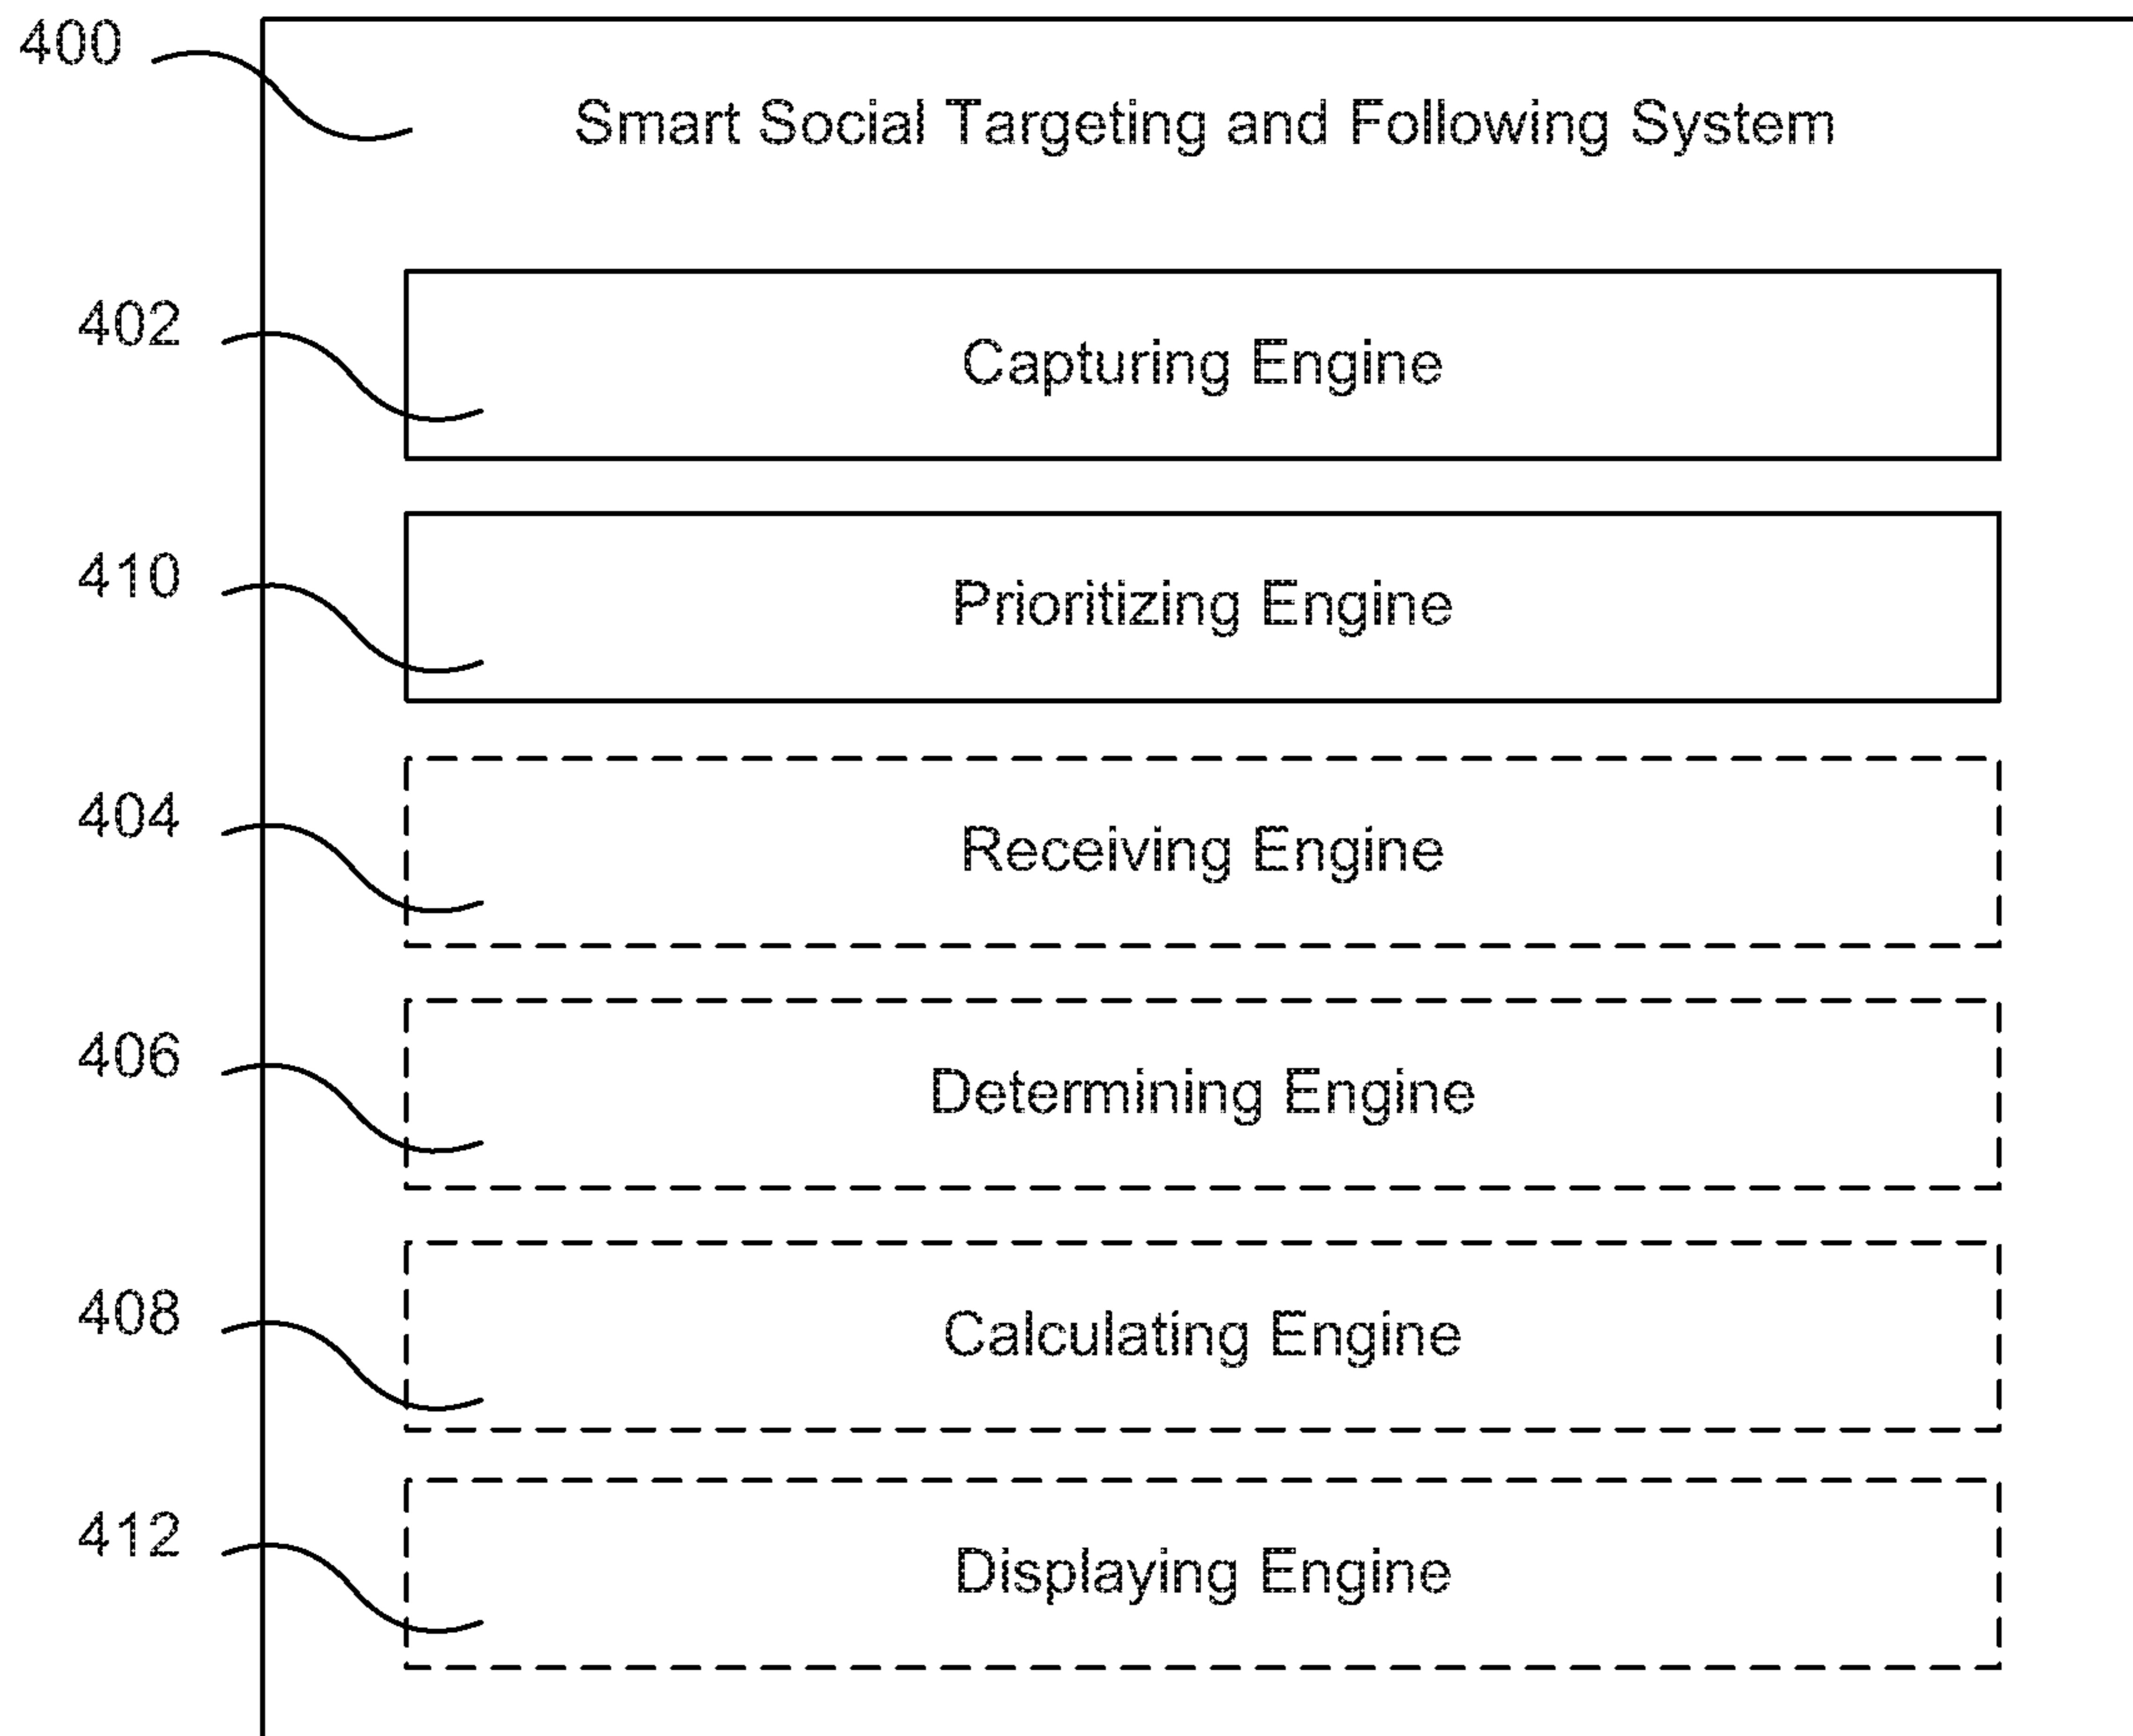 400
Smart Social Targeting and Following System
402
Capturing Engine
410
Prioritizing Engine
404
Receiving Engine
406
Determining Engine
408
Calculating Engine
412
Displaying Engine